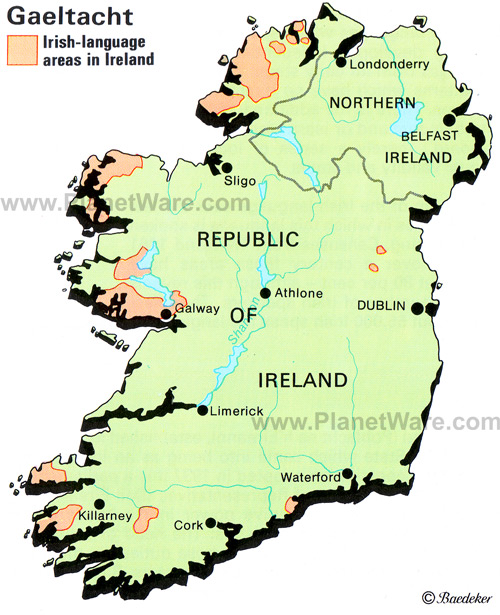 Gaeltacht
Irish-language
areas in Ireland
Londonderry
NORTHERN
BELFAST
IRELAND
Sligo
www.PlanetWare.com
REPUBLIC
Athlone
Galway
DUBLIN
OF
Shannon
IRELAND
Limerick
www.PlanetWare.com
Waterford
Killarney
Cork
© Baedeker